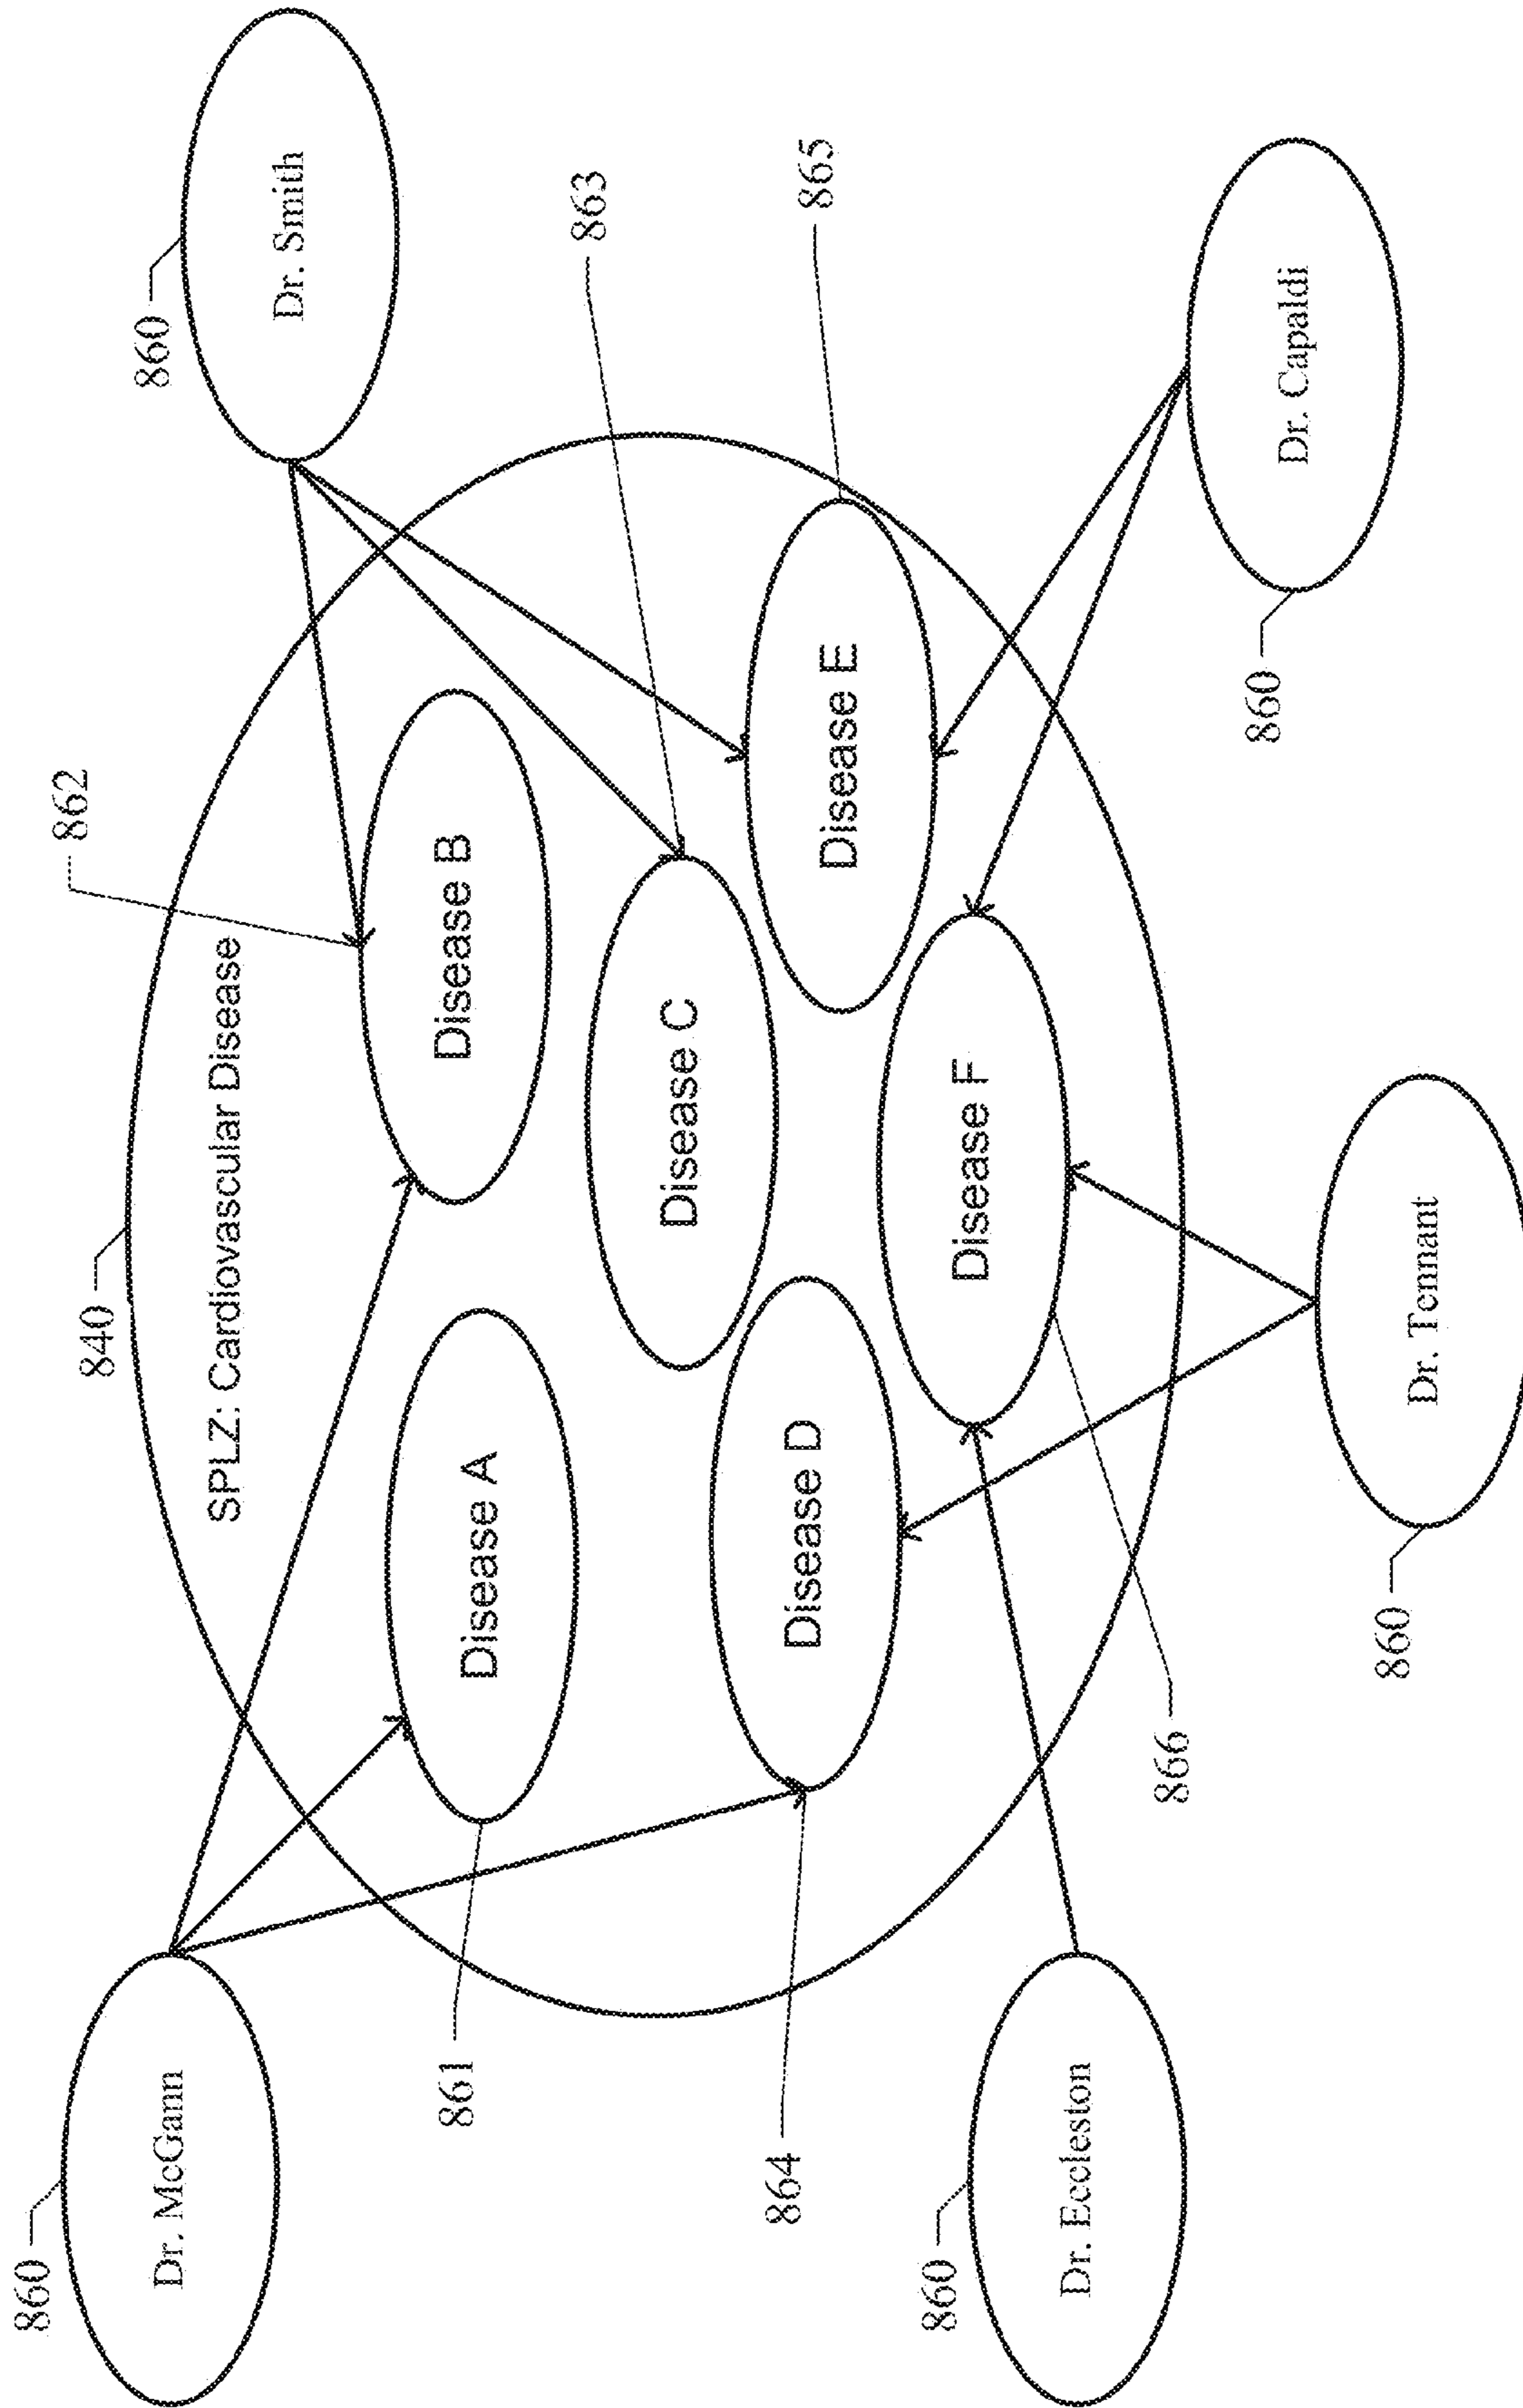 840
SPLZ: Cardiovascular Disease
860
Dr. McGann
862
860
Dr. Smith
Disease A
Disease B
861
863
Disease C
864
Disease D
Disease E
865
860
Dr. Eccleston
Disease F
866
860
Dr. Tennant
860
Dr. Capaldi